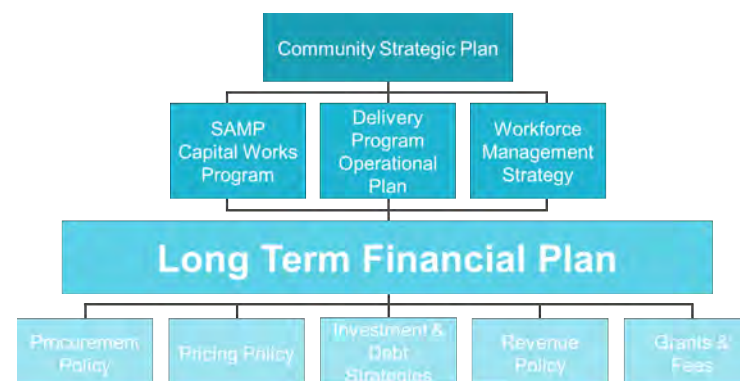 Community Strategic Plan
SAMP
Capital Works
Program
Delivery
Program
Operational
Plan
Workforce
Management
Strategy
Long Term Financial Plan
Procurement
Policy
Pricing Policy
Investment &
Debt
Strategies
Revenue
Policy
Grants &
Fees